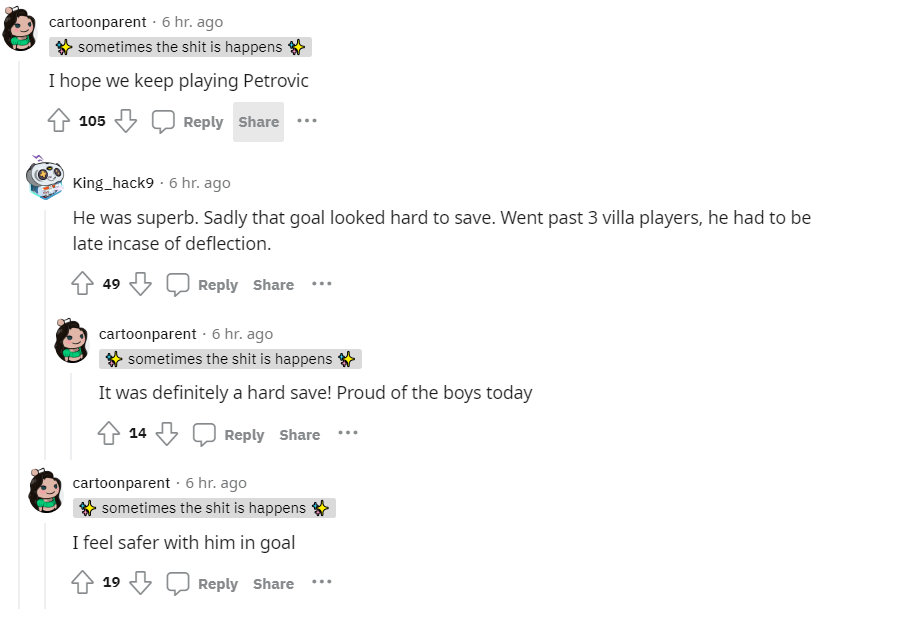 cartoonparent · 6 hr. ago
✨ sometimes the shit is happens ✨
I hope we keep playing Petrovic
105 Reply Share ···
King_hack9 · 6 hr. ago
He was superb. Sadly that goal looked hard to save. Went past 3 villa players, he had to be
late incase of deflection.
49 Reply Share ···
cartoonparent · 6 hr. ago
✨ sometimes the shit is happens ✨
It was definitely a hard save! Proud of the boys today
14 Reply Share ···
cartoonparent · 6 hr. ago
✨ sometimes the shit is happens ✨
I feel safer with him in goal
19 Reply Share ···